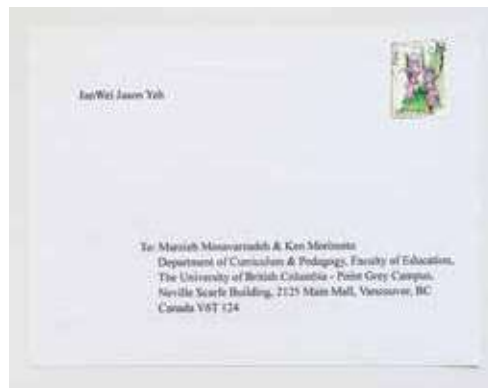 JanWei Jason Yeh
To: Marzieh Mosavarzadeh & Ken Morimoto
Department of Curriculum & Pedagogy, Faculty of Education,
The University of British Columbia - Point Grey Campus,
Neville Scarfe Building, 2125 Main Mall, Vancouver, BC
Canada V6T 1Z4